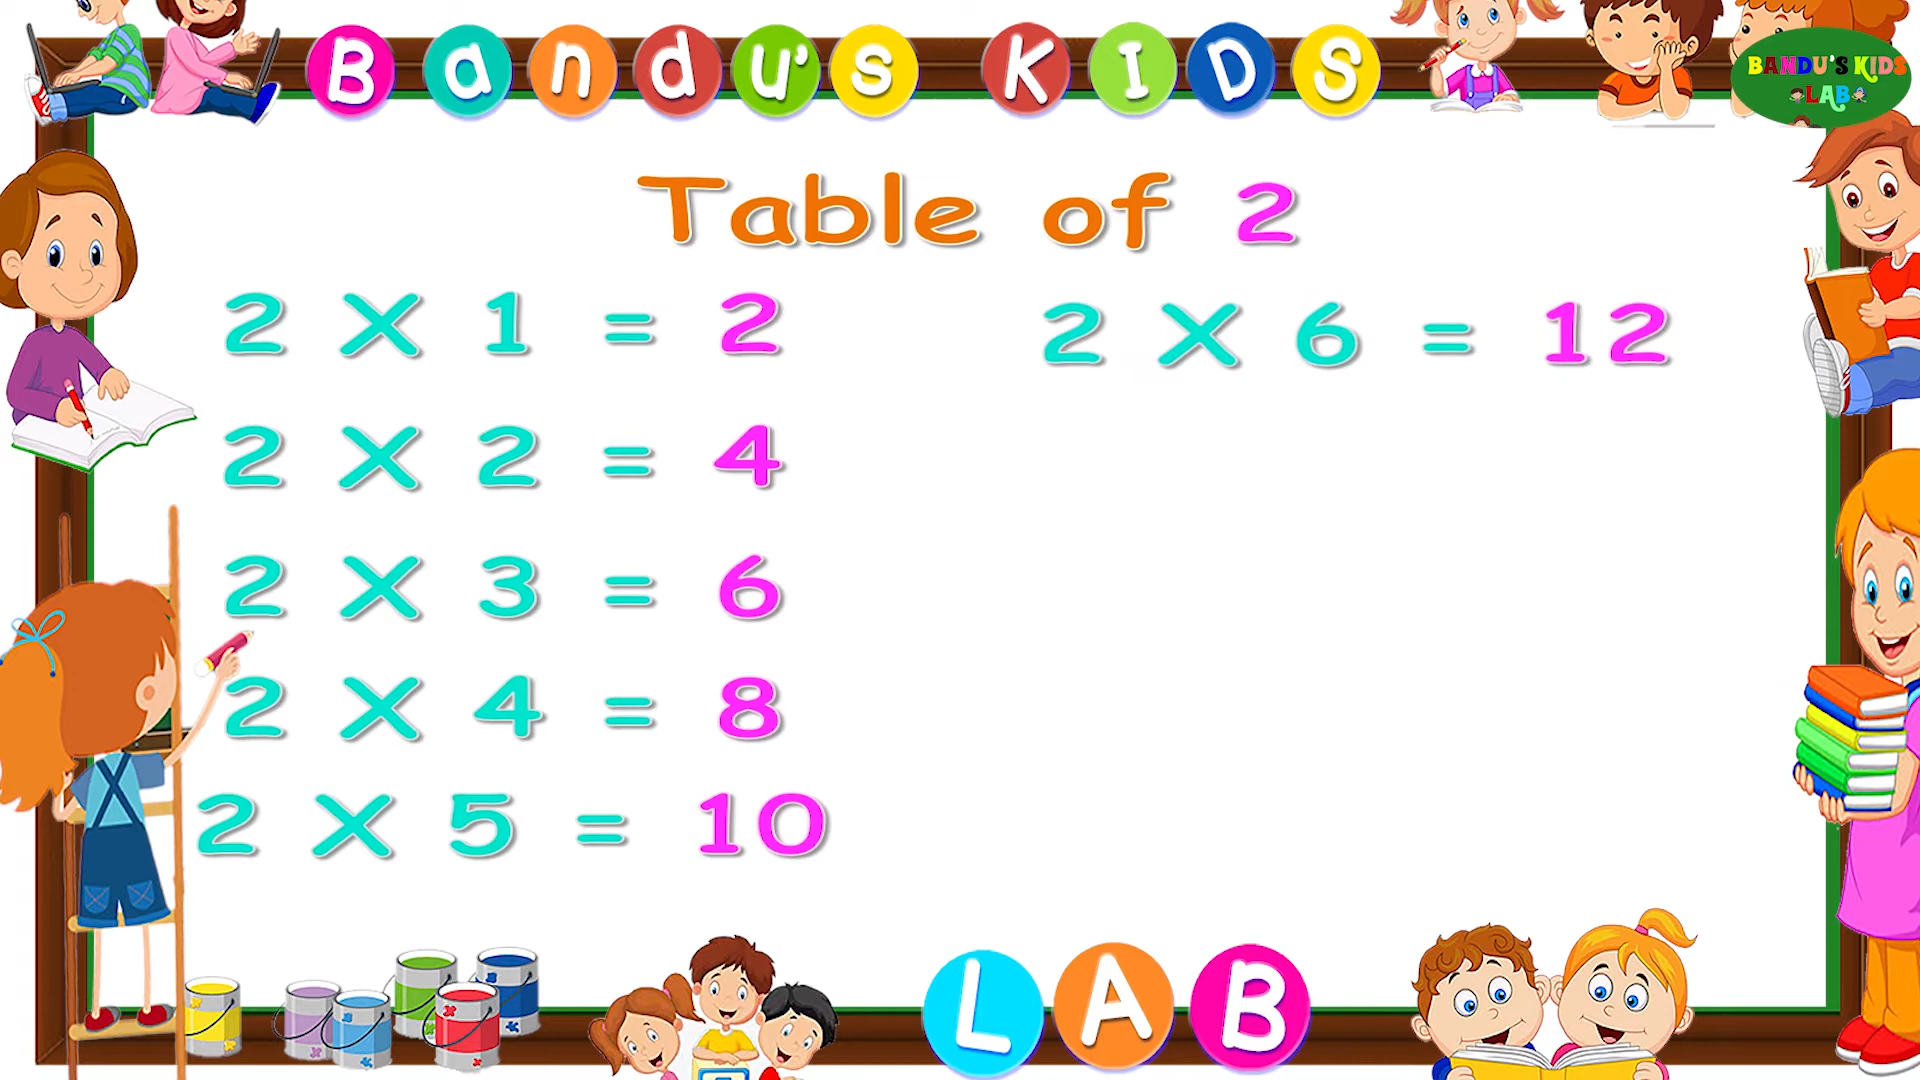 Bandu's KIDS
BANDU'S KIDS
LAB
Table of 2
2 X 1 = 2
2 X 2 = 4
2 X 3 = 6
2 X 4 = 8
2 X 5 = 10
2 X 6 = 12
LAB